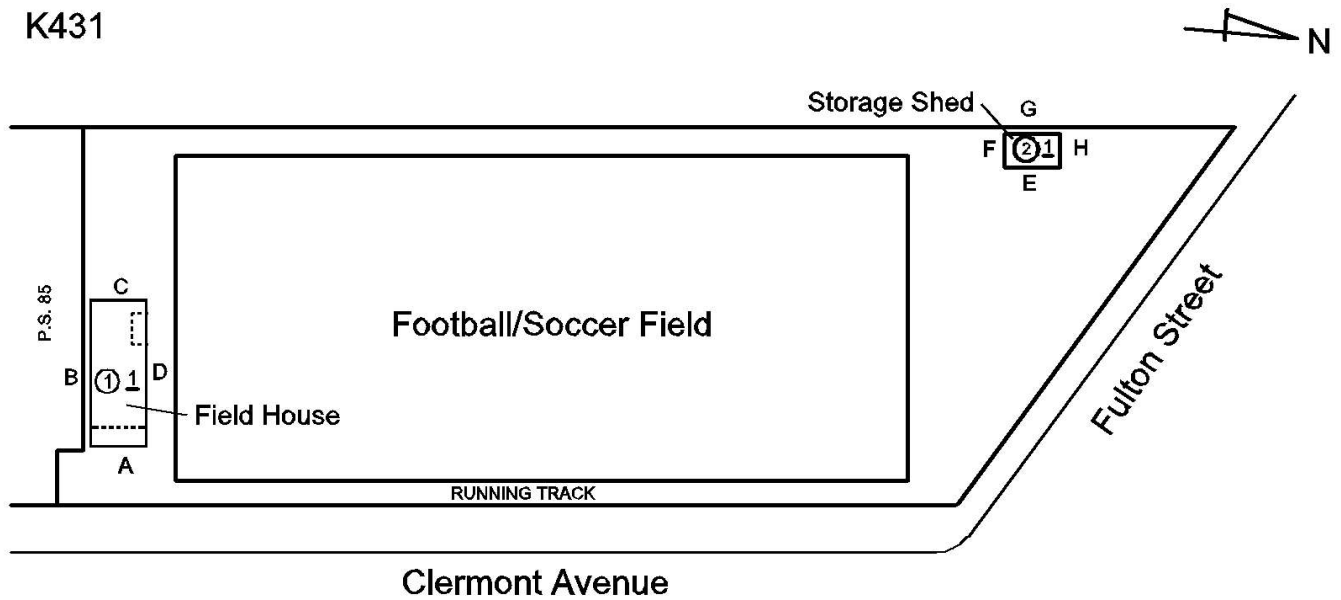 K431
N
Storage Shed
G
F ② 1 H
E
P.S. 85
C
Football/Soccer Field
B ① 1 D
Field House
A
RUNNING TRACK
Fulton Street
Clermont Avenue